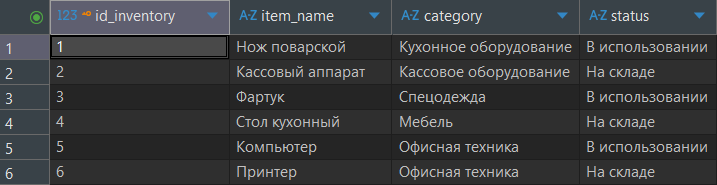 123 id_inventory A-Z item_name A-Z category A-Z status
1 1 Нож поварской Кухонное оборудование В использовании
2 2 Кассовый аппарат Кассовое оборудование На складе
3 3 Фартук Спецодежда В использовании
4 4 Стол кухонный Мебель На складе
5 5 Компьютер Офисная техника В использовании
6 6 Принтер Офисная техника На складе